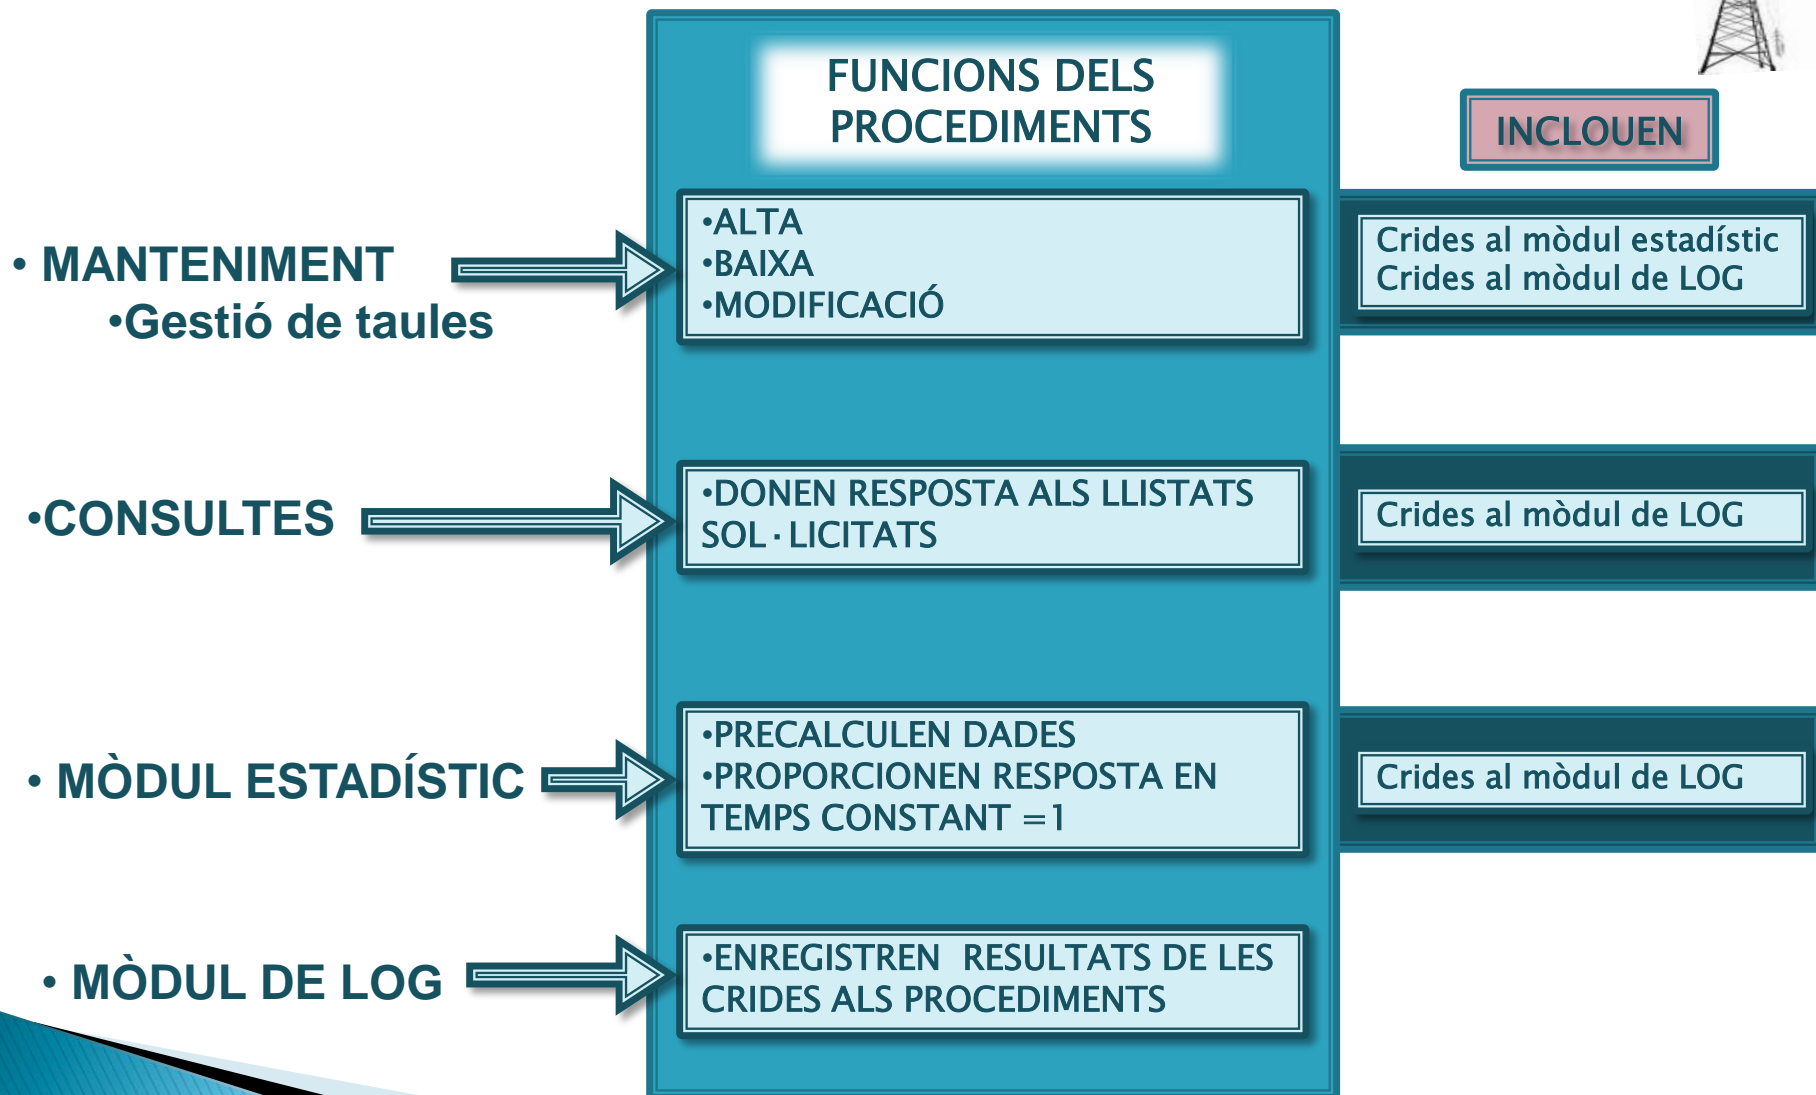 FUNCIONS DELS
PROCEDIMENTS
INCLOUEN
• MANTENIMENT
•Gestió de taules
•ALTA
•BAIXA
•MODIFICACIÓ
Crides al mòdul estadístic
Crides al mòdul de LOG
•CONSULTES
•DONEN RESPOSTA ALS LLISTATS
SOL·LICITATS
Crides al mòdul de LOG
• MÒDUL ESTADÍSTIC
•PRECALCULEN DADES
•PROPORCIONEN RESPOSTA EN
TEMPS CONSTANT =1
Crides al mòdul de LOG
• MÒDUL DE LOG
•ENREGISTREN  RESULTATS DE LES
CRIDES ALS PROCEDIMENTS